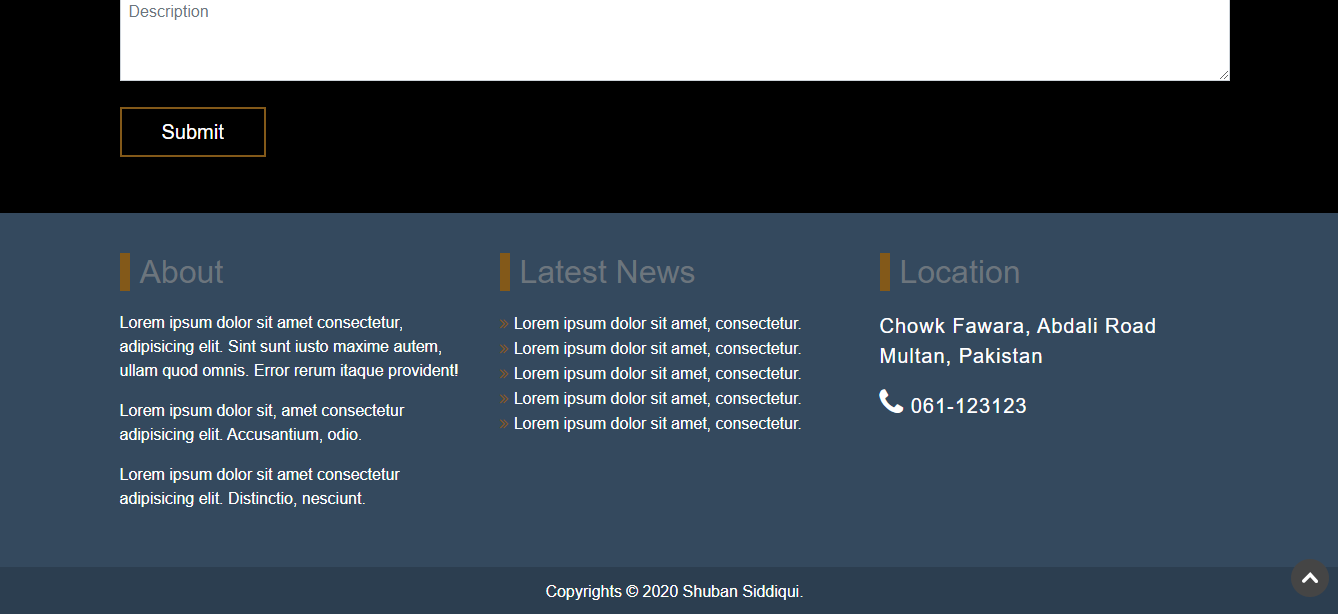 Description
Submit
About
Lorem ipsum dolor sit amet consectetur,
adipisicing elit. Sint sunt iusto maxime autem,
ullam quod omnis. Error rerum itaque provident!
Lorem ipsum dolor sit, amet consectetur
adipisicing elit. Accusantium, odio.
Lorem ipsum dolor sit amet consectetur
adipisicing elit. Distinctio, nesciunt.
Latest News
» Lorem ipsum dolor sit amet, consectetur.
» Lorem ipsum dolor sit amet, consectetur.
» Lorem ipsum dolor sit amet, consectetur.
» Lorem ipsum dolor sit amet, consectetur.
» Lorem ipsum dolor sit amet, consectetur.
Location
Chowk Fawara, Abdali Road
Multan, Pakistan
061-123123
Copyrights © 2020 Shuban Siddiqui.